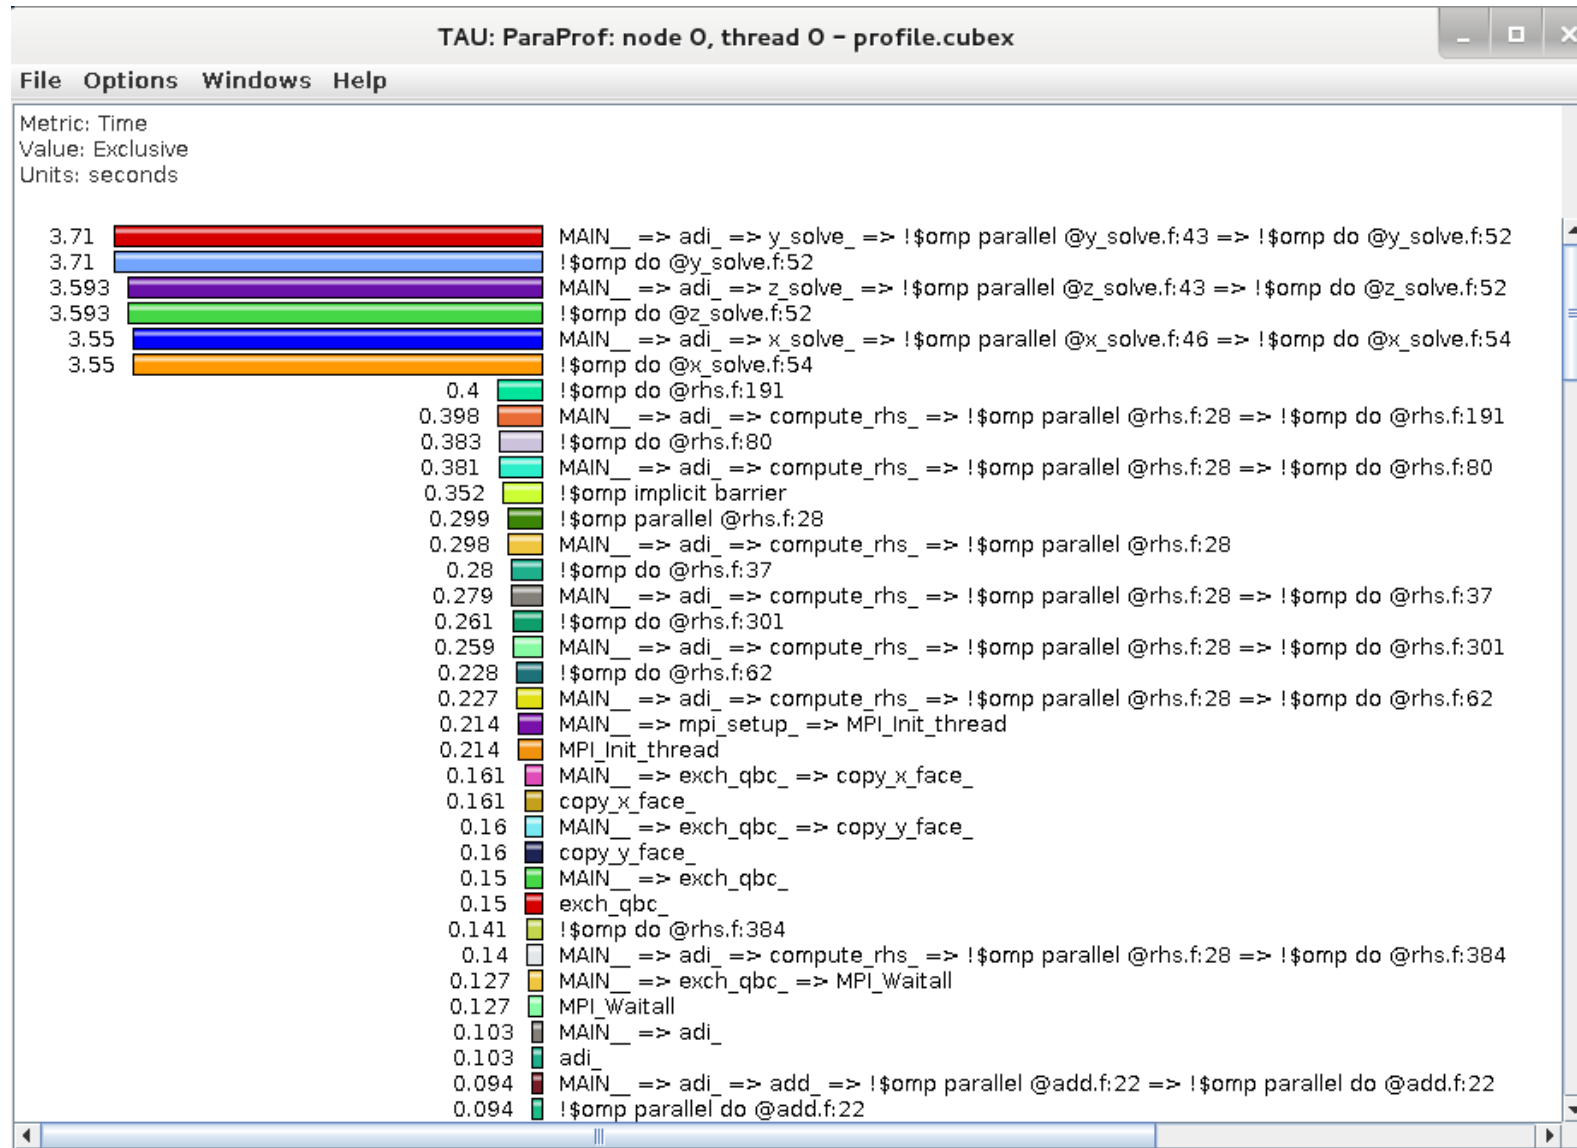 TAU: ParaProf: node 0, thread 0 – profile.cubex
File Options Windows Help
Metric: Time
Value: Exclusive
Units: seconds
3.71 MAIN__ => adi_ => y_solve_ => !$omp parallel @y_solve.f:43 => !$omp do @y_solve.f:52
3.71 !$omp do @y_solve.f:52
3.593 MAIN__ => adi_ => z_solve_ => !$omp parallel @z_solve.f:43 => !$omp do @z_solve.f:52
3.593 !$omp do @z_solve.f:52
3.55 MAIN__ => adi_ => x_solve_ => !$omp parallel @x_solve.f:46 => !$omp do @x_solve.f:54
3.55 !$omp do @x_solve.f:54
0.4 !$omp do @rhs.f:191
0.398 MAIN__ => adi_ => compute_rhs_ => !$omp parallel @rhs.f:28 => !$omp do @rhs.f:191
0.383 !$omp do @rhs.f:80
0.381 MAIN__ => adi_ => compute_rhs_ => !$omp parallel @rhs.f:28 => !$omp do @rhs.f:80
0.352 !$omp implicit barrier
0.299 !$omp parallel @rhs.f:28
0.298 MAIN__ => adi_ => compute_rhs_ => !$omp parallel @rhs.f:28
0.28 !$omp do @rhs.f:37
0.279 MAIN__ => adi_ => compute_rhs_ => !$omp parallel @rhs.f:28 => !$omp do @rhs.f:37
0.261 !$omp do @rhs.f:301
0.259 MAIN__ => adi_ => compute_rhs_ => !$omp parallel @rhs.f:28 => !$omp do @rhs.f:301
0.228 !$omp do @rhs.f:62
0.227 MAIN__ => adi_ => compute_rhs_ => !$omp parallel @rhs.f:28 => !$omp do @rhs.f:62
0.214 MAIN__ => mpi_setup_ => MPI_Init_thread
0.214 MPI_Init_thread
0.161 MAIN__ => exch_qbc_ => copy_x_face_
0.161 copy_x_face_
0.16 MAIN__ => exch_qbc_ => copy_y_face_
0.16 copy_y_face_
0.15 MAIN__ => exch_qbc_
0.15 exch_qbc_
0.141 !$omp do @rhs.f:384
0.14 MAIN__ => adi_ => compute_rhs_ => !$omp parallel @rhs.f:28 => !$omp do @rhs.f:384
0.127 MAIN__ => exch_qbc_ => MPI_Waitall
0.127 MPI_Waitall
0.103 MAIN__ => adi_
0.103 adi_
0.094 MAIN__ => adi_ => add_ => !$omp parallel @add.f:22 => !$omp parallel do @add.f:22
0.094 !$omp parallel do @add.f:22